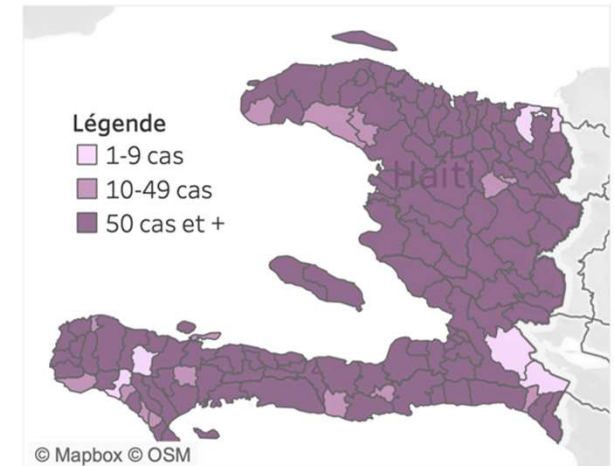 Légende
1-9 cas
10-49 cas
50 cas et +
Haiti
© Mapbox © OSM